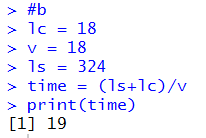 > #b
> lc = 18
> v = 18
> ls = 324
> time = (ls+lc)/v
> print(time)
[1] 19